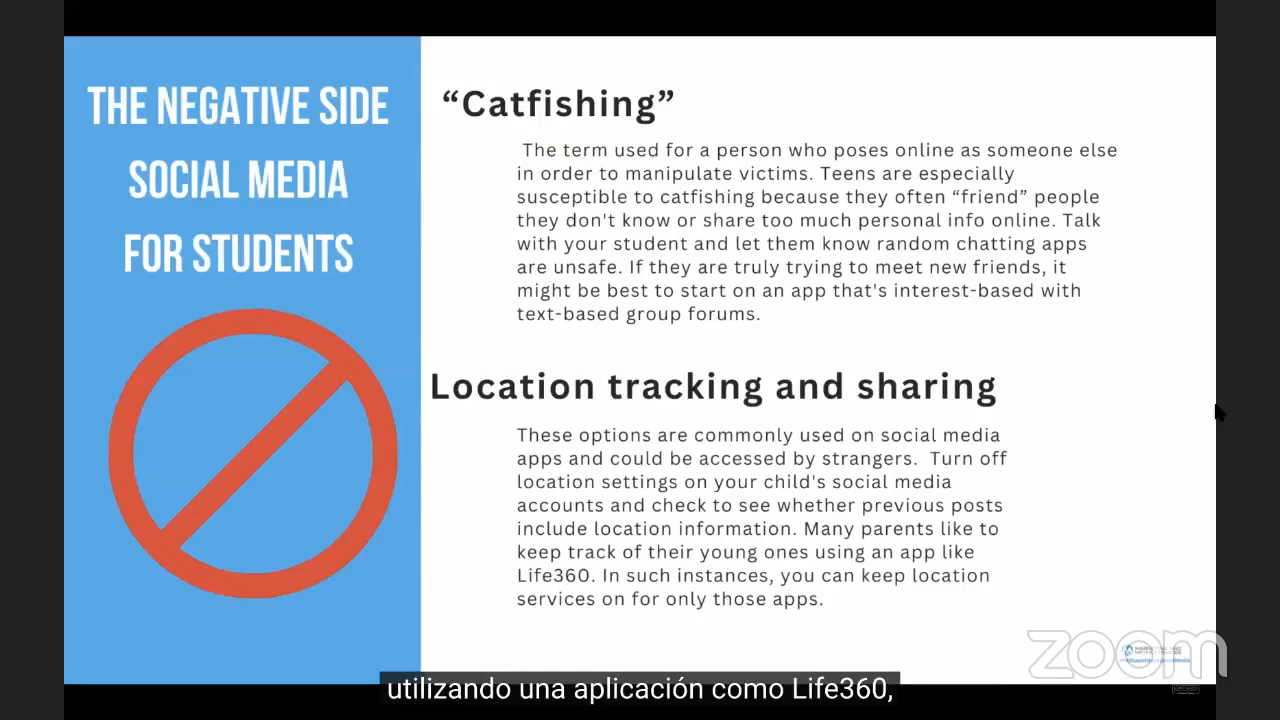 THE NEGATIVE SIDE
SOCIAL MEDIA
FOR STUDENTS
“Catfishing”
The term used for a person who poses online as someone else
in order to manipulate victims. Teens are especially
susceptible to catfishing because they often “friend” people
they don't know or share too much personal info online. Talk
with your student and let them know random chatting apps
are unsafe. If they are truly trying to meet new friends, it
might be best to start on an app that's interest-based with
text-based group forums.
Location tracking and sharing
These options are commonly used on social media
apps and could be accessed by strangers. Turn off
location settings on your child's social media
accounts and check to see whether previous posts
include location information. Many parents like to
keep track of their young ones using an app like
Life360. In such instances, you can keep location
services on for only those apps.
zoom
utilizando una aplicación como Life360,